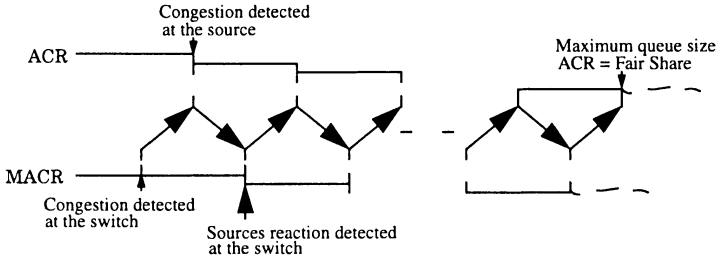 Congestion detected
at the source
ACR
Maximum queue size
ACR = Fair Share
MACR
Congestion detected
at the switch
Sources reaction detected
at the switch